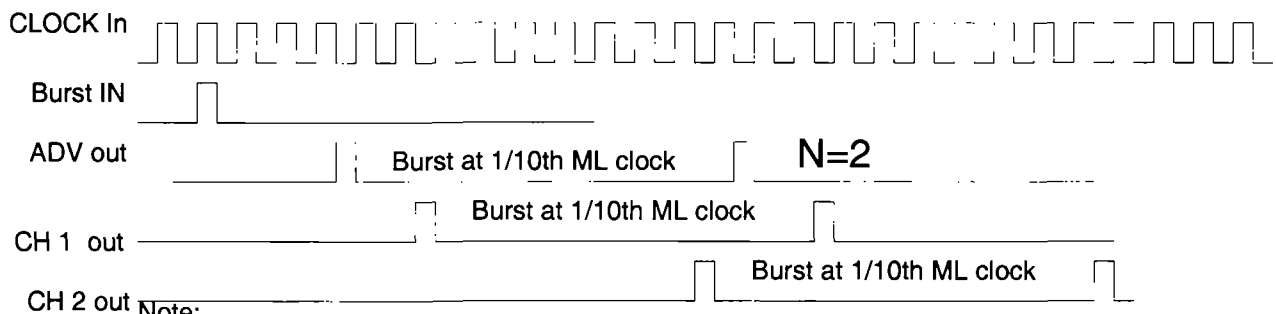 CLOCK In
Burst IN
ADV out
Burst at 1/10th ML clock
N=2
Burst at 1/10th ML clock
CH 1 out
Burst at 1/10th ML clock
CH 2 out
Note: